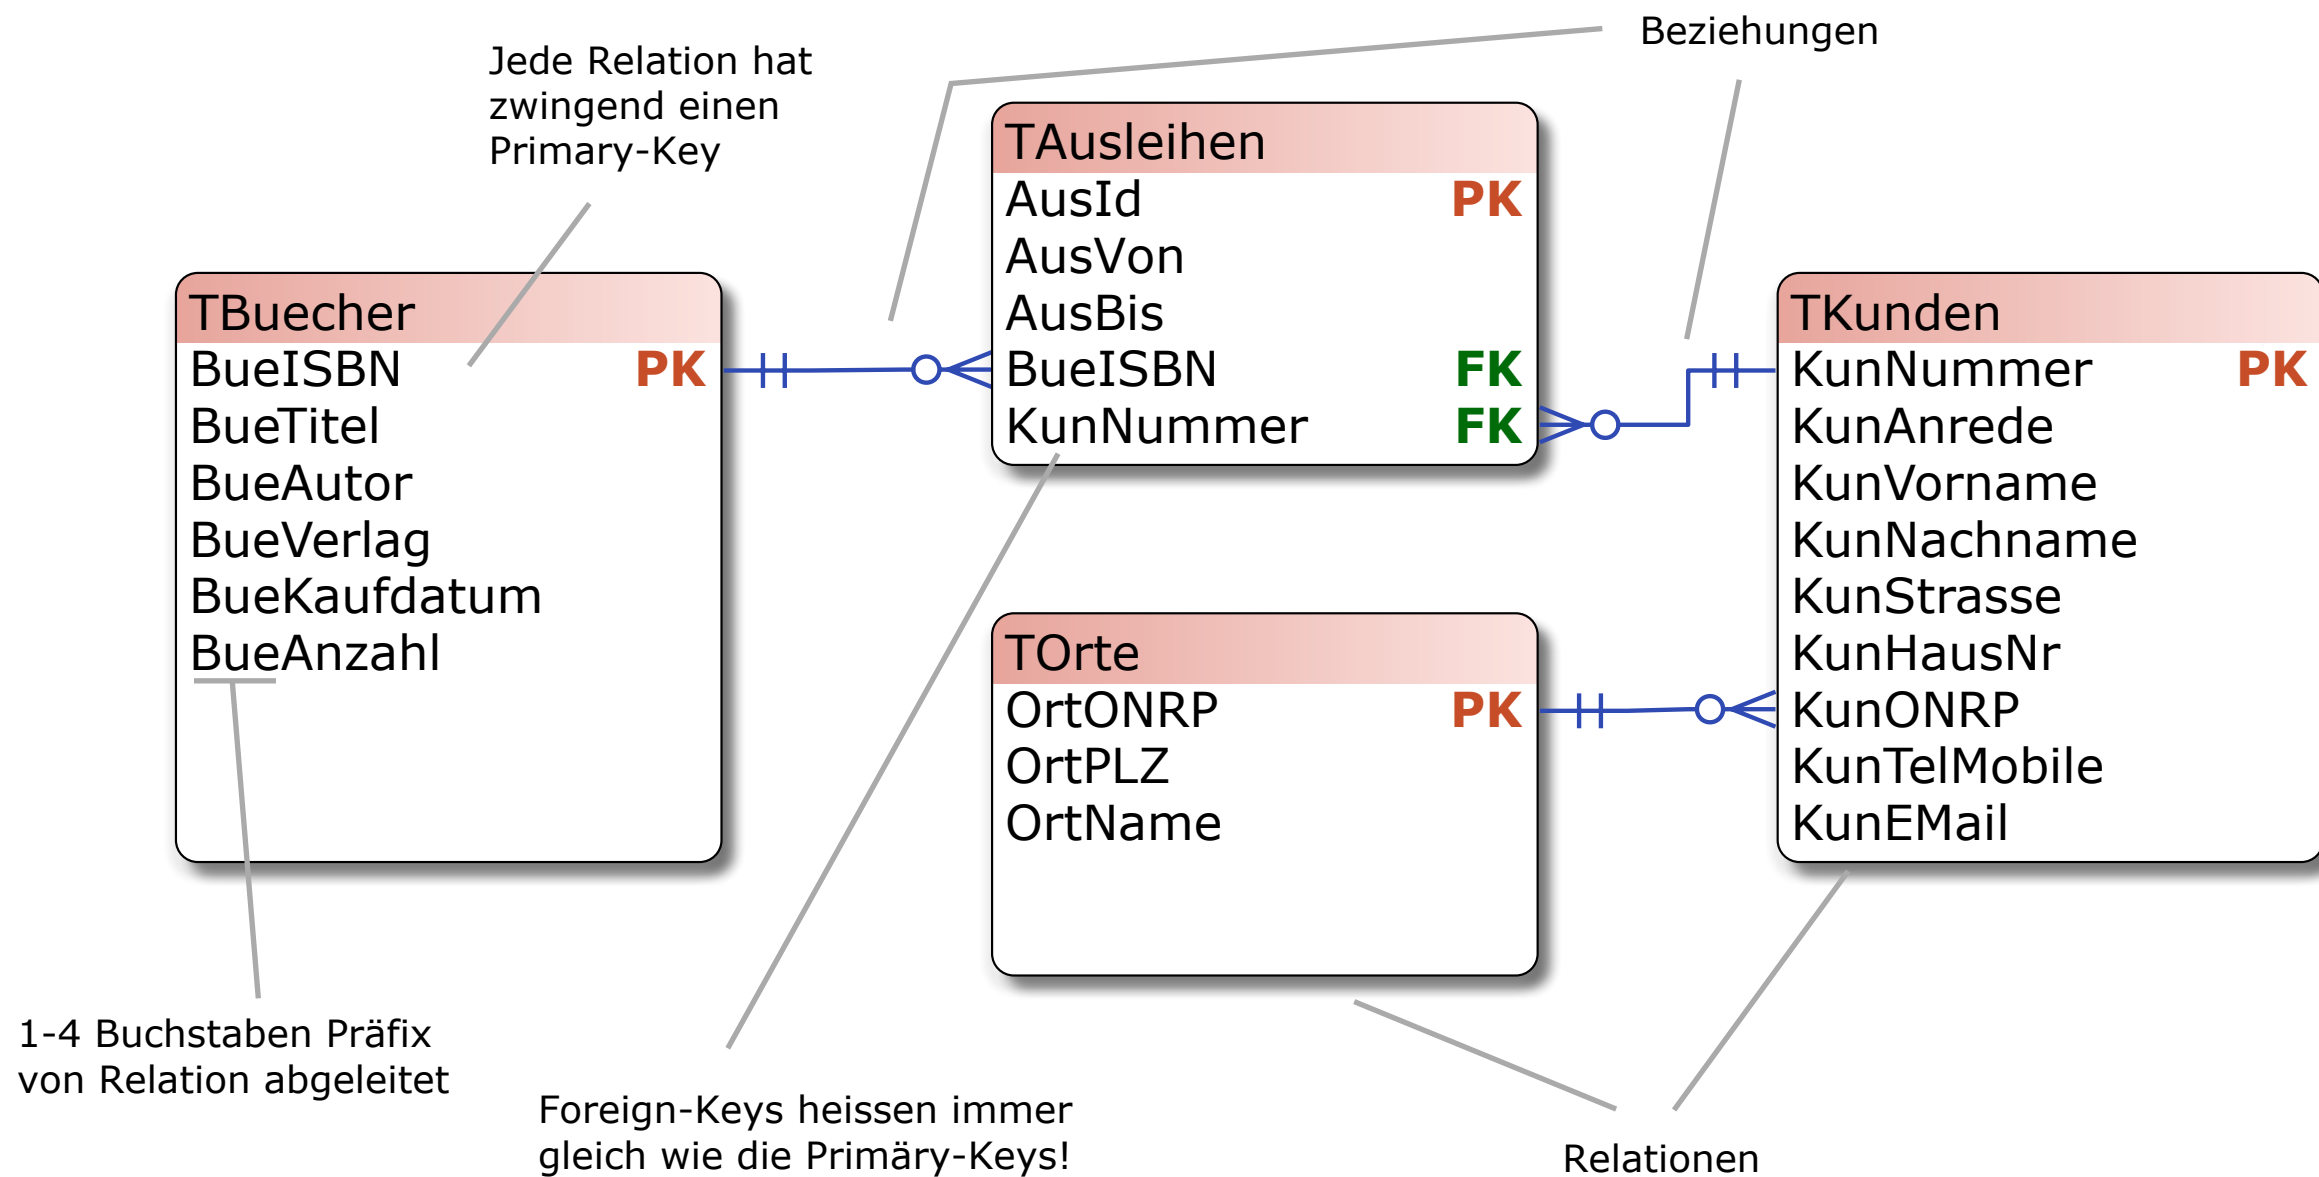 Beziehungen
Jede Relation hat
zwingend einen
Primary-Key
TAusleihen
AusId PK
AusVon
AusBis
BueISBN FK
KunNummer FK
TBuecher
BueISBN PK
BueTitel
BueAutor
BueVerlag
BueKaufdatum
BueAnzahl
TKunden
KunNummer PK
KunAnrede
KunVorname
KunNachname
KunStrasse
KunHausNr
KunONRP
KunTelMobile
KunEMail
TOrte
OrtONRP PK
OrtPLZ
OrtName
1-4 Buchstaben Präfix
von Relation abgeleitet
Foreign-Keys heissen immer
gleich wie die Primäry-Keys!
Relationen